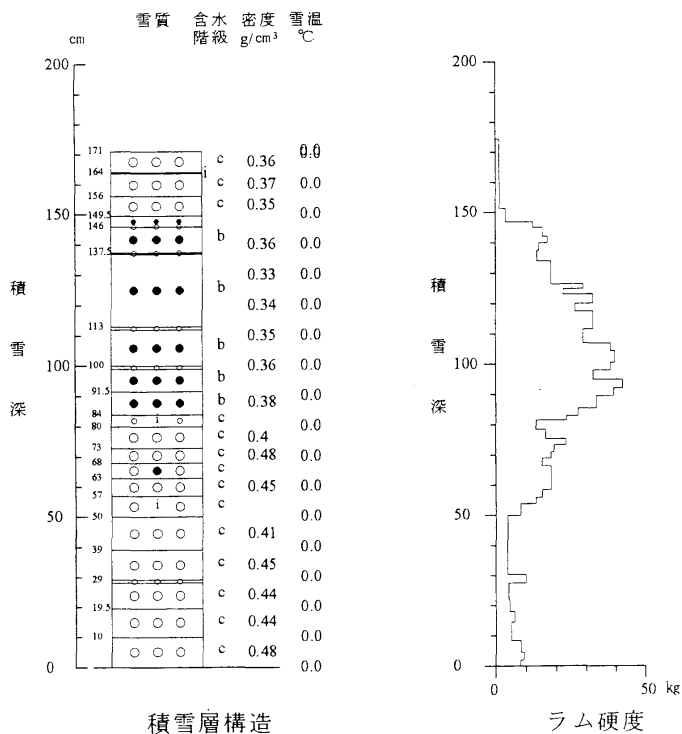 雪質 含水階級 密度 g/cm³ 雪温 ℃
cm
200
150
100
50
0
積雪深
171
164
156
149.5
146
137.5
113
100
91.5
84
80
73
68
63
57
50
39
29
19.5
10
c 0.36 0.0
0.0
i
c 0.37 0.0
c 0.35 0.0
b 0.36 0.0
0.33 0.0
b 0.34 0.0
0.35 0.0
b 0.36 0.0
b
b 0.38 0.0
i
c 0.0
c 0.4 0.0
c 0.48 0.0
c
c 0.45 0.0
i
c 0.0
c 0.41 0.0
c 0.45 0.0
c 0.44 0.0
c 0.44 0.0
c 0.48 0.0
積雪層構造
200
150
100
50
0
積雪深
0 50 kg
ラム硬度